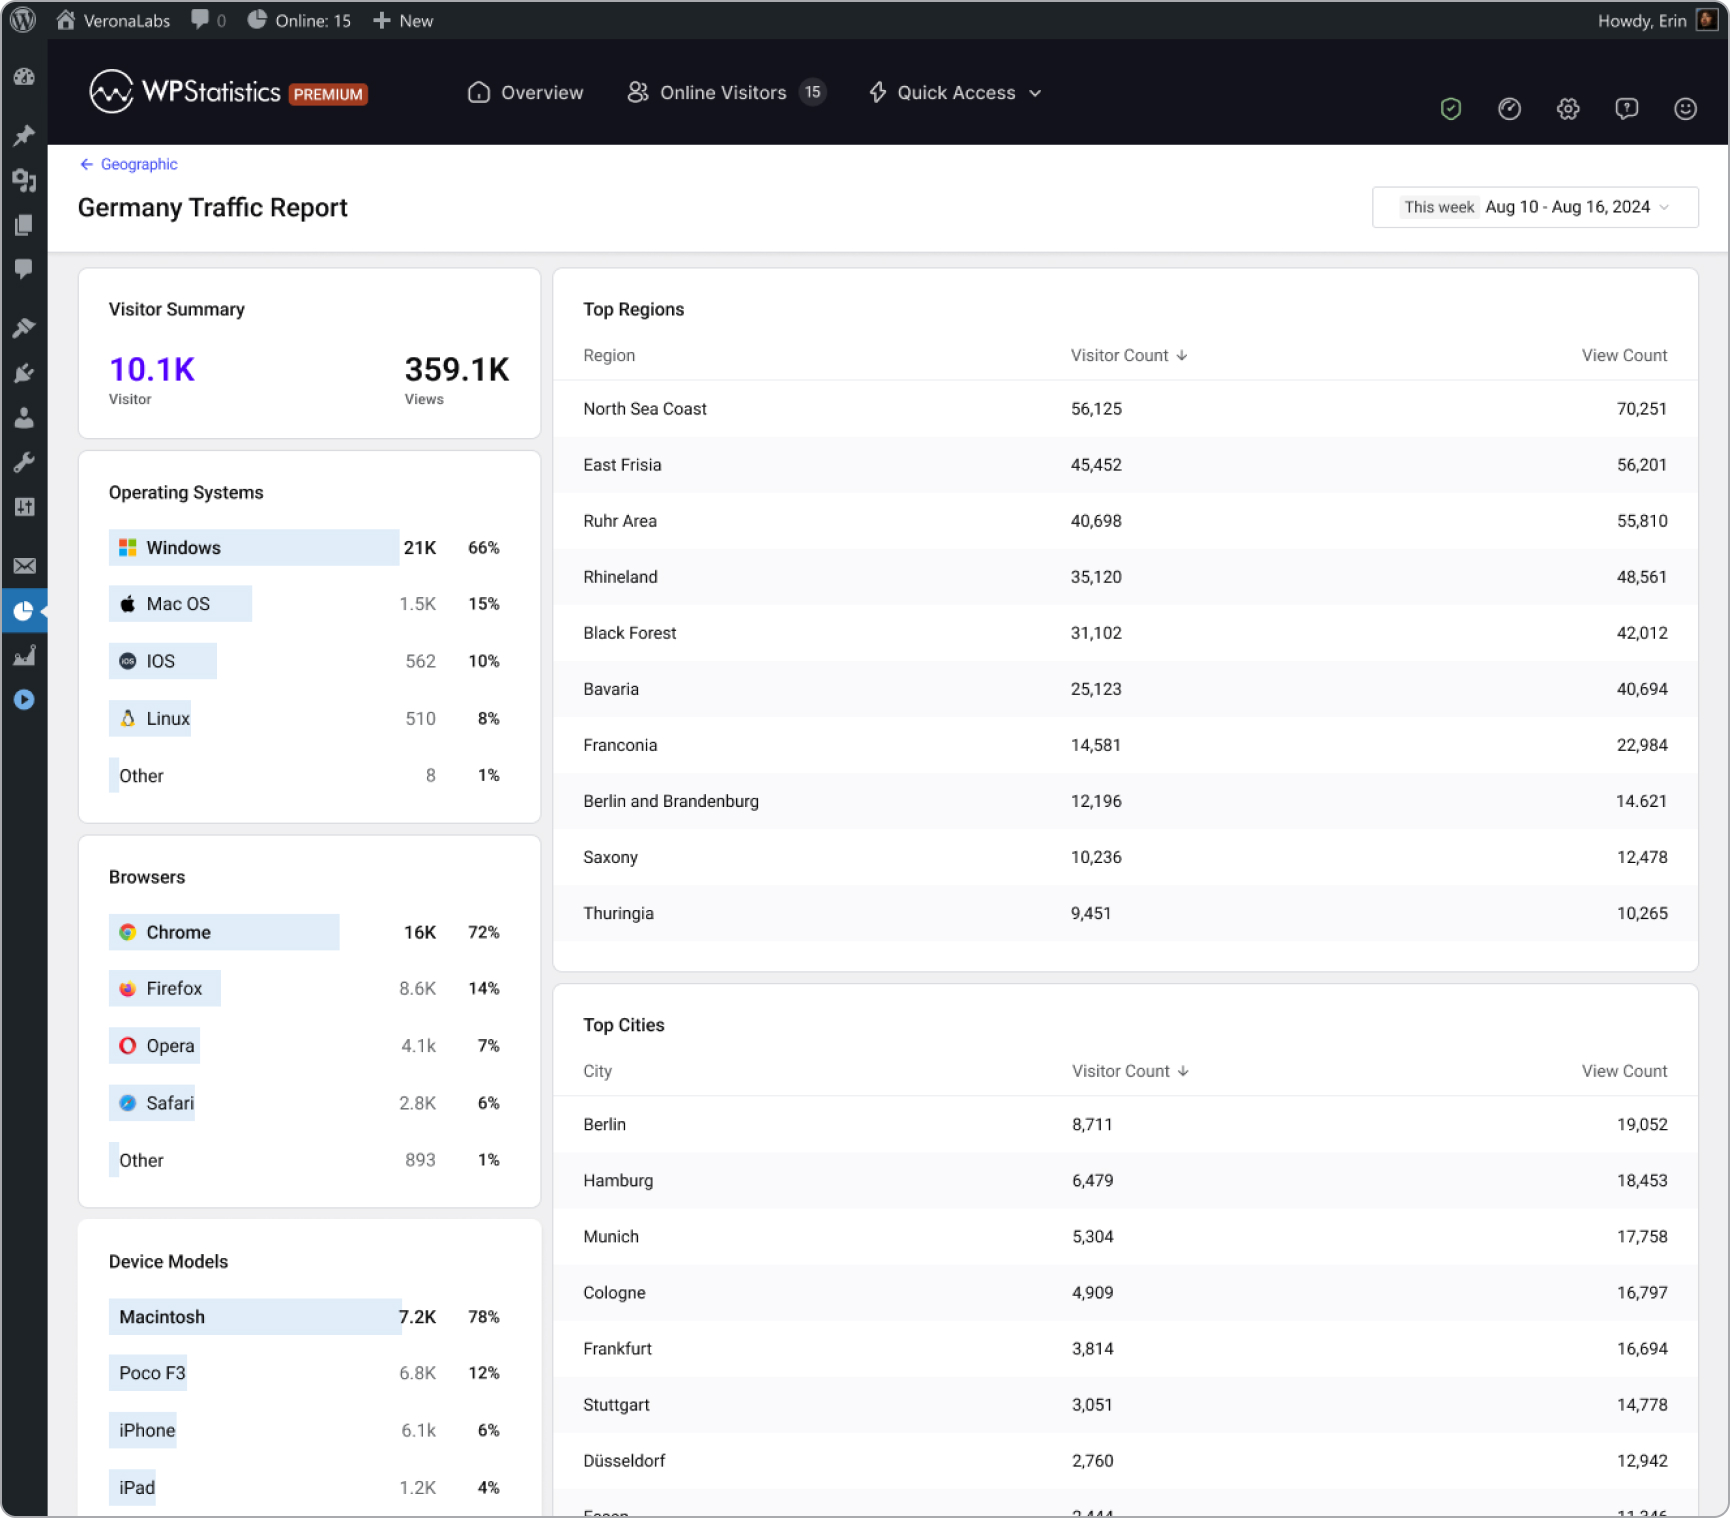 VeronaLabs 0 Online: 15 New Howdy, Erin
WPStatistics PREMIUM Overview Online Visitors 15 Quick Access
← Geographic
Germany Traffic Report
This week Aug 10 - Aug 16, 2024
Visitor Summary
10.1K 359.1K
Visitor Views
Operating Systems
Windows 21K 66%
Mac OS 1.5K 15%
iOS IOS 562 10%
Linux 510 8%
Other 8 1%
Browsers
Chrome 16K 72%
Firefox 8.6K 14%
Opera 4.1k 7%
Safari 2.8K 6%
Other 893 1%
Device Models
Macintosh 7.2K 78%
Poco F3 6.8K 12%
iPhone 6.1k 6%
iPad 1.2K 4%
Top Regions
Region Visitor Count ↓ View Count
North Sea Coast 56,125 70,251
East Frisia 45,452 56,201
Ruhr Area 40,698 55,810
Rhineland 35,120 48,561
Black Forest 31,102 42,012
Bavaria 25,123 40,694
Franconia 14,581 22,984
Berlin and Brandenburg 12,196 14.621
Saxony 10,236 12,478
Thuringia 9,451 10,265
Top Cities
City Visitor Count ↓ View Count
Berlin 8,711 19,052
Hamburg 6,479 18,453
Munich 5,304 17,758
Cologne 4,909 16,797
Frankfurt 3,814 16,694
Stuttgart 3,051 14,778
Düsseldorf 2,760 12,942